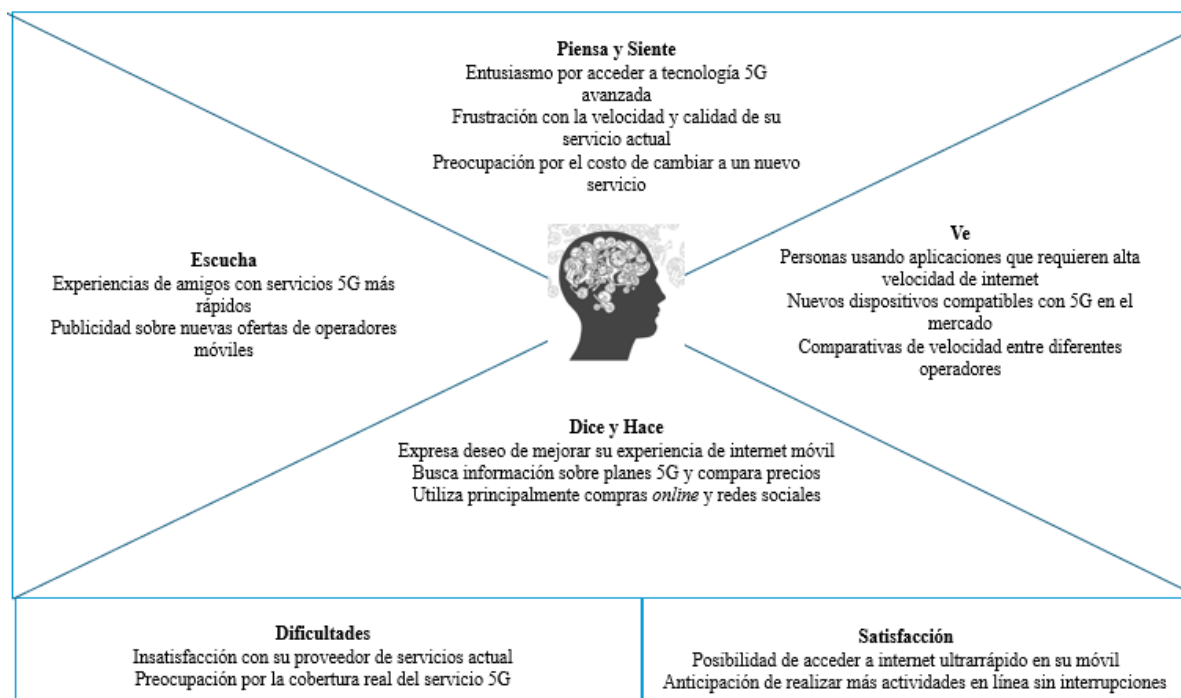 Piensa y Siente
Entusiasmo por acceder a tecnología 5G
avanzada
Frustración con la velocidad y calidad de su
servicio actual
Preocupación por el costo de cambiar a un nuevo
servicio
Escucha
Experiencias de amigos con servicios 5G más
rápidos
Publicidad sobre nuevas ofertas de operadores
móviles
Ve
Personas usando aplicaciones que requieren alta
velocidad de internet
Nuevos dispositivos compatibles con 5G en el
mercado
Comparativas de velocidad entre diferentes
operadores
Dice y Hace
Expresa deseo de mejorar su experiencia de internet móvil
Busca información sobre planes 5G y compara precios
Utiliza principalmente compras online y redes sociales
Dificultades
Insatisfacción con su proveedor de servicios actual
Preocupación por la cobertura real del servicio 5G
Satisfacción
Posibilidad de acceder a internet ultrarrápido en su móvil
Anticipación de realizar más actividades en línea sin interrupciones